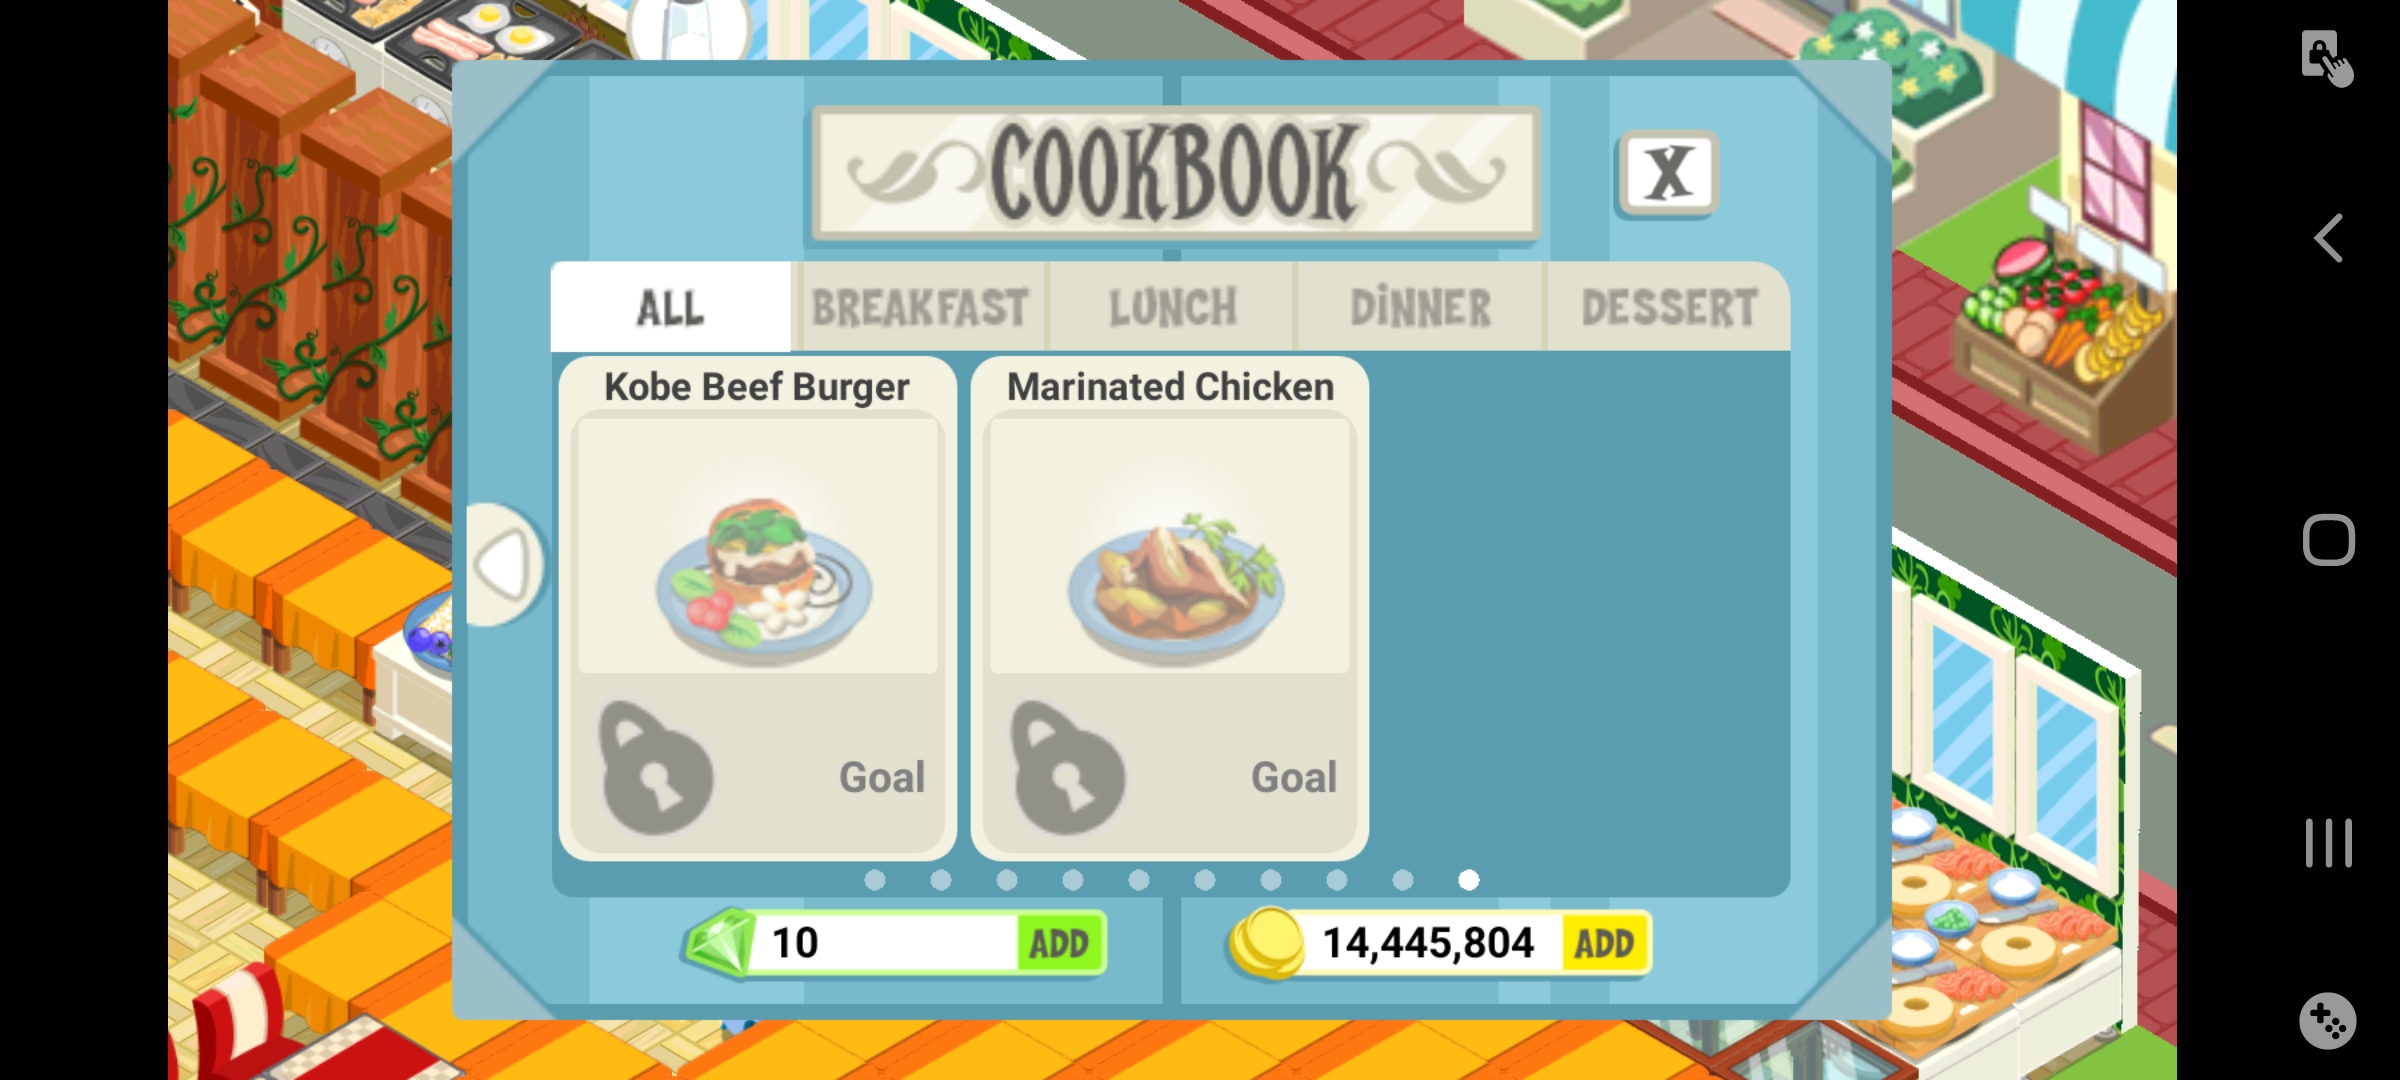 COOKBOOK
X
ALL
BREAKFAST
LUNCH
DINNER
DESSERT
Kobe Beef Burger
Marinated Chicken
Goal
Goal
10
ADD
14,445,804
ADD